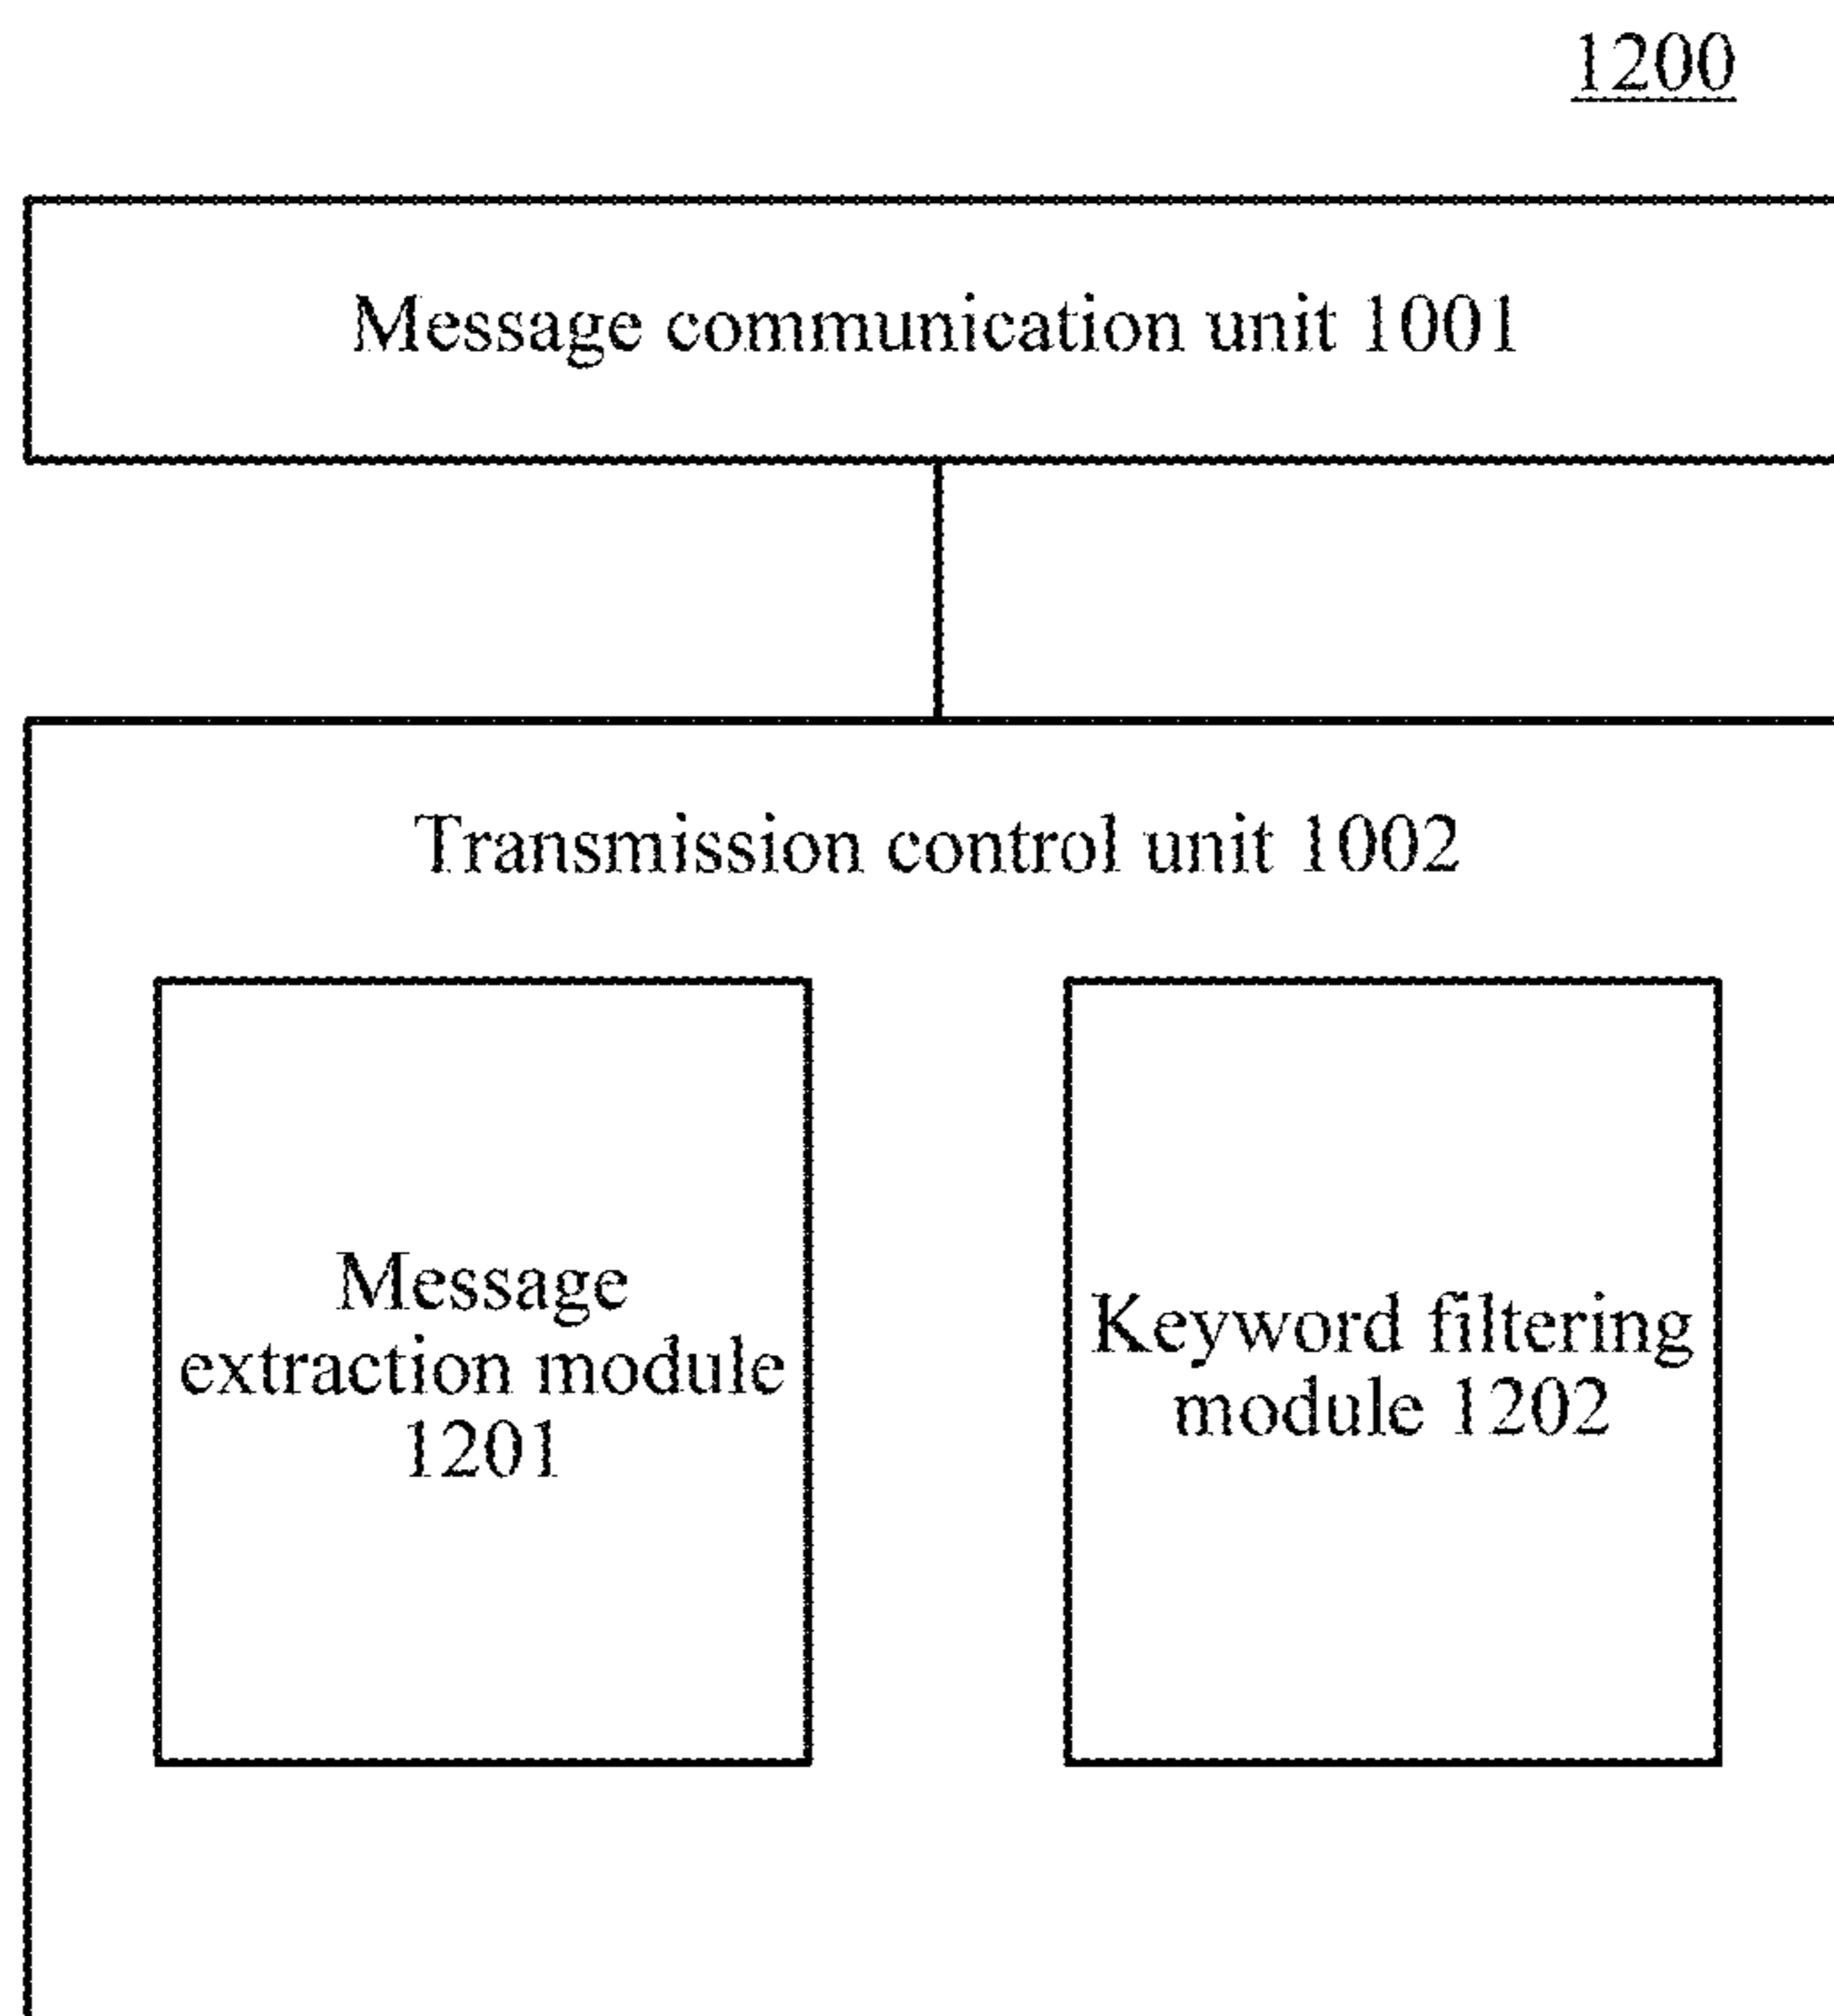 1200
Message communication unit 1001
Transmission control unit 1002
Message
extraction module
1201
Keyword filtering
module 1202